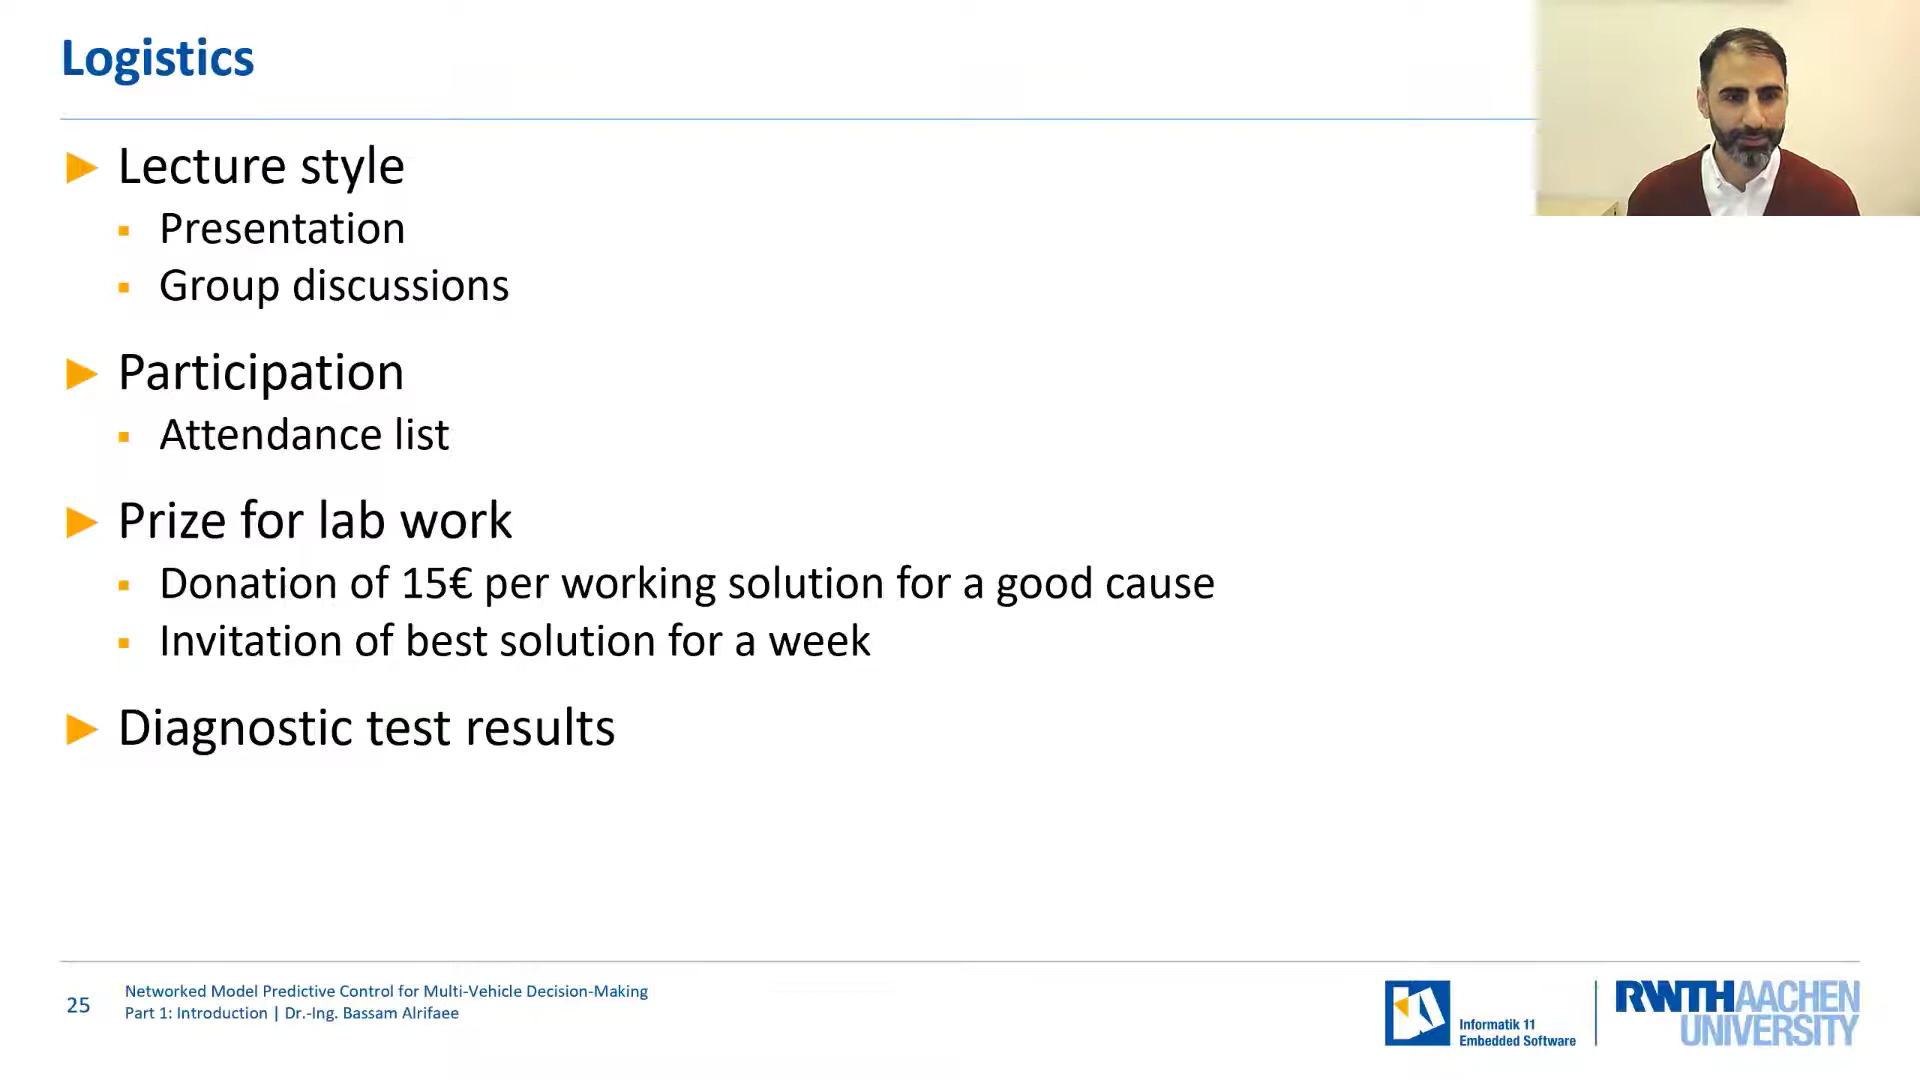 Logistics
Lecture style
Presentation
Group discussions
Participation
Attendance list
Prize for lab work
Donation of 15€ per working solution for a good cause
Invitation of best solution for a week
Diagnostic test results
25
Networked Model Predictive Control for Multi-Vehicle Decision-Making
Part 1: Introduction | Dr.-Ing. Bassam Alrifaee
Informatik 11
Embedded Software
RWTHAACHEN
UNIVERSITY